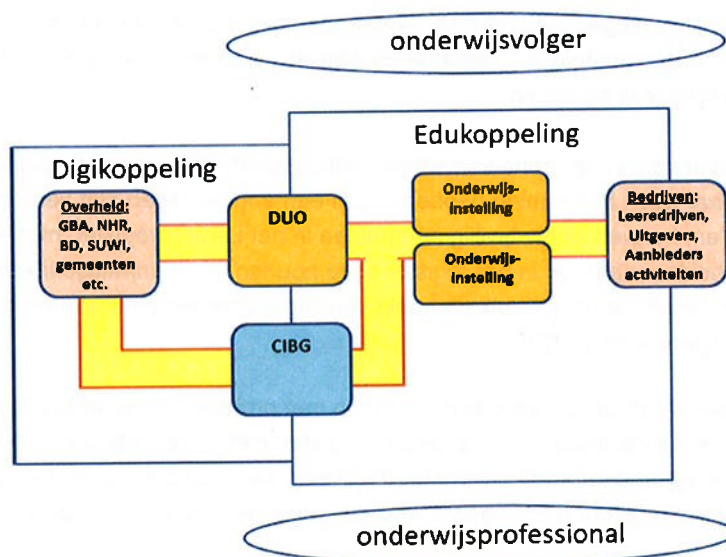 onderwijsvolger
Edukoppeling
Digikoppeling
Overheid:
GBA, NHR,
BD, SUWI,
gemeenten
etc.
DUO
Onderwijs-
instelling
Onderwijs-
instelling
Bedrijven:
Leeredrijven,
Uitgevers,
Aanbieders
activiteiten
CIBG
onderwijsprofessional